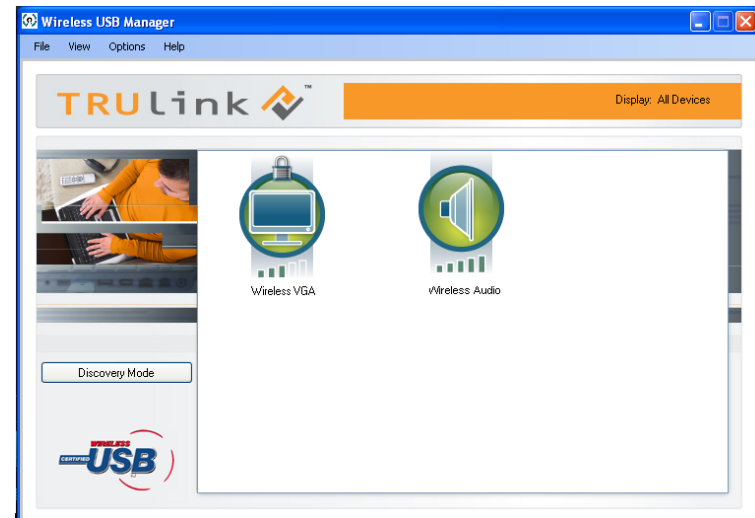 Wireless USB Manager
File View Options Help
TRULink ™
Display: All Devices
Wireless VGA
Wireless Audio
Discovery Mode
CERTIFIED WIRELESS USB